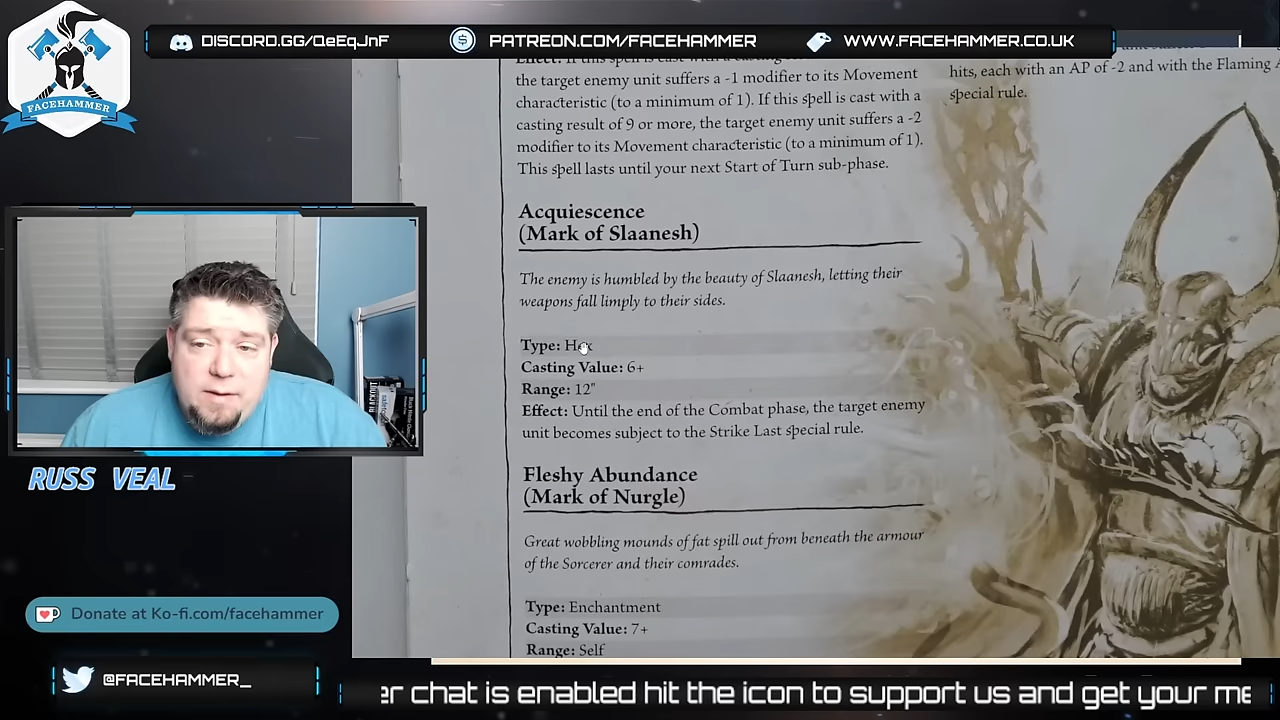 DISCORD.GG/QeEqJnF
PATREON.COM/FACEHAMMER
WWW.FACEHAMMER.CO.UK
FACEHAMMER
Effect: If this spell is cast with a casting
the target enemy unit suffers a -1 modifier to its Movement
characteristic (to a minimum of 1). If this spell is cast with a
casting result of 9 or more, the target enemy unit suffers a -2
modifier to its Movement characteristic (to a minimum of 1).
This spell lasts until your next Start of Turn sub-phase.
hits, each with an AP of -2 and with the Flaming A
special rule.
Acquiescence
(Mark of Slaanesh)
The enemy is humbled by the beauty of Slaanesh, letting their
weapons fall limply to their sides.
Type: Hex
Casting Value: 6+
Range: 12"
Effect: Until the end of the Combat phase, the target enemy
unit becomes subject to the Strike Last special rule.
Fleshy Abundance
(Mark of Nurgle)
Great wobbling mounds of fat spill out from beneath the armour
of the Sorcerer and their comrades.
Type: Enchantment
Casting Value: 7+
Range: Self
RUSS VEAL
Donate at Ko-fi.com/facehammer
@FACEHAMMER_
er chat is enabled hit the icon to support us and get your me